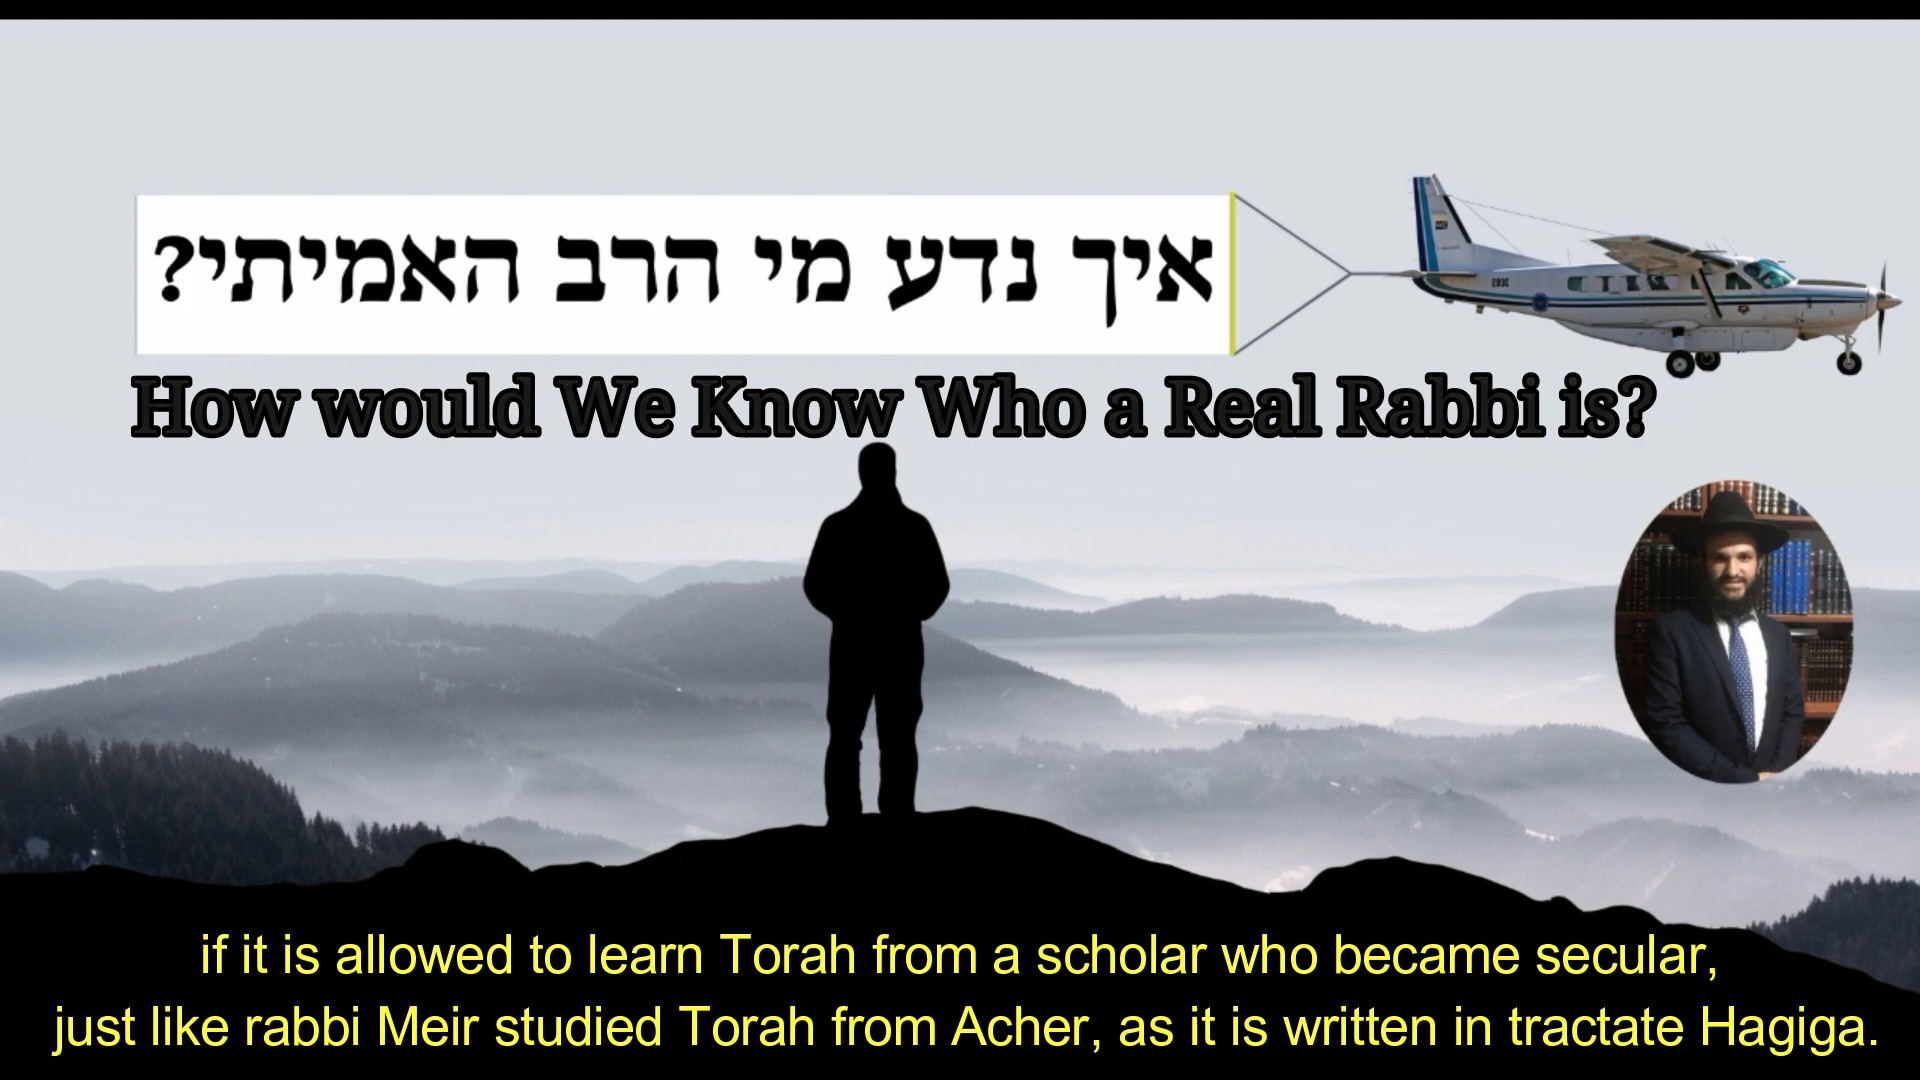 איך נדע מי הרב האמיתי?
How would We Know Who a Real Rabbi is?
if it is allowed to learn Torah from a scholar who became secular,
just like rabbi Meir studied Torah from Acher, as it is written in tractate Hagiga.